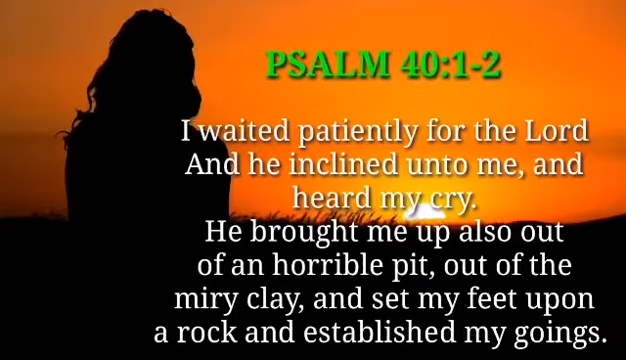 PSALM 40:1-2
I waited patiently for the Lord
And he inclined unto me, and
heard my cry.
He brought me up also out
of an horrible pit, out of the
miry clay, and set my feet upon
a rock and established my goings.